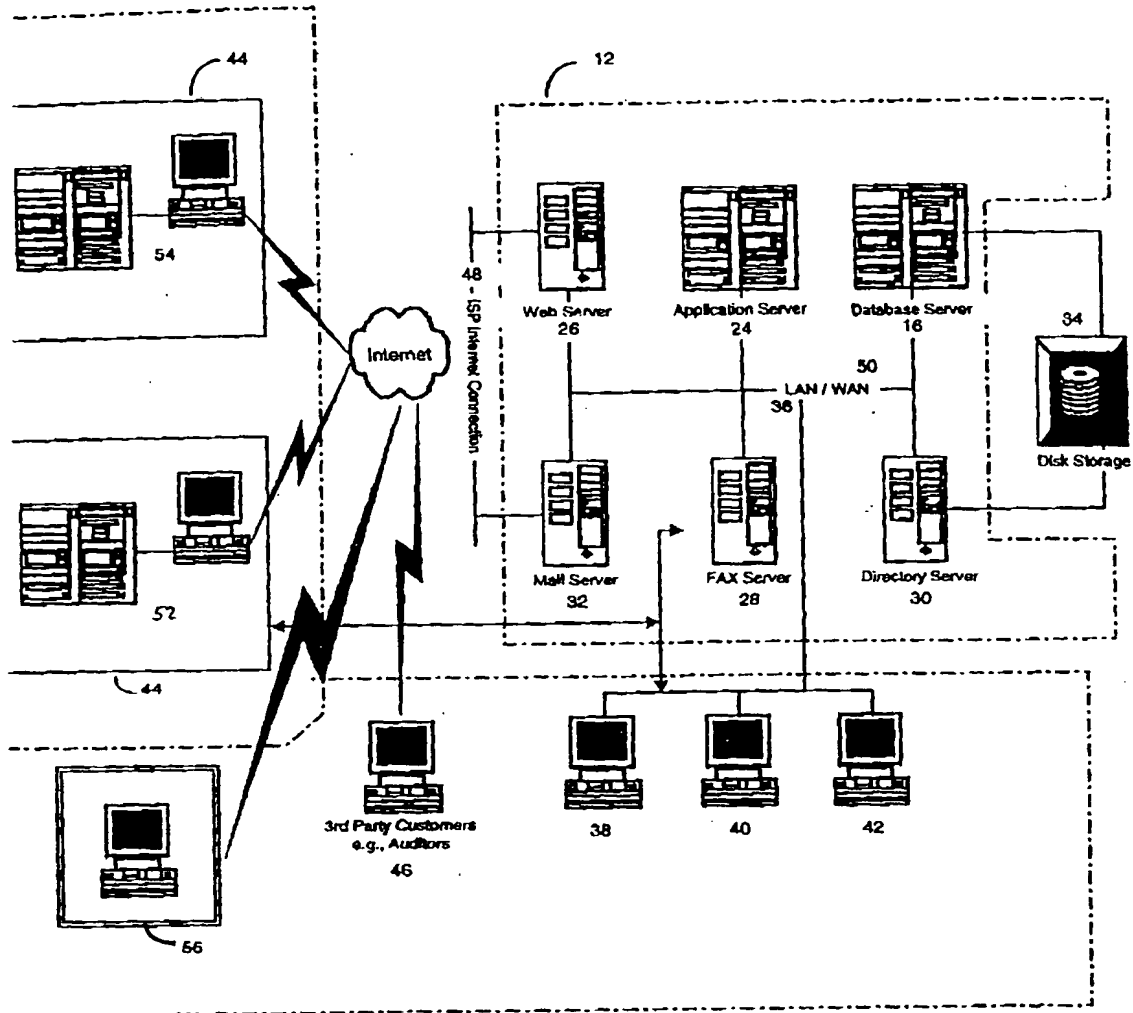 44
12
54
48 - ISP Internet Connection
Internet
Web Server
26
Application Server
24
Database Server
16
34
50
LAN / WAN
36
Disk Storage
52
Mail Server
32
FAX Server
28
Directory Server
30
44
3rd Party Customers
e.g., Auditors
46
38
40
42
56